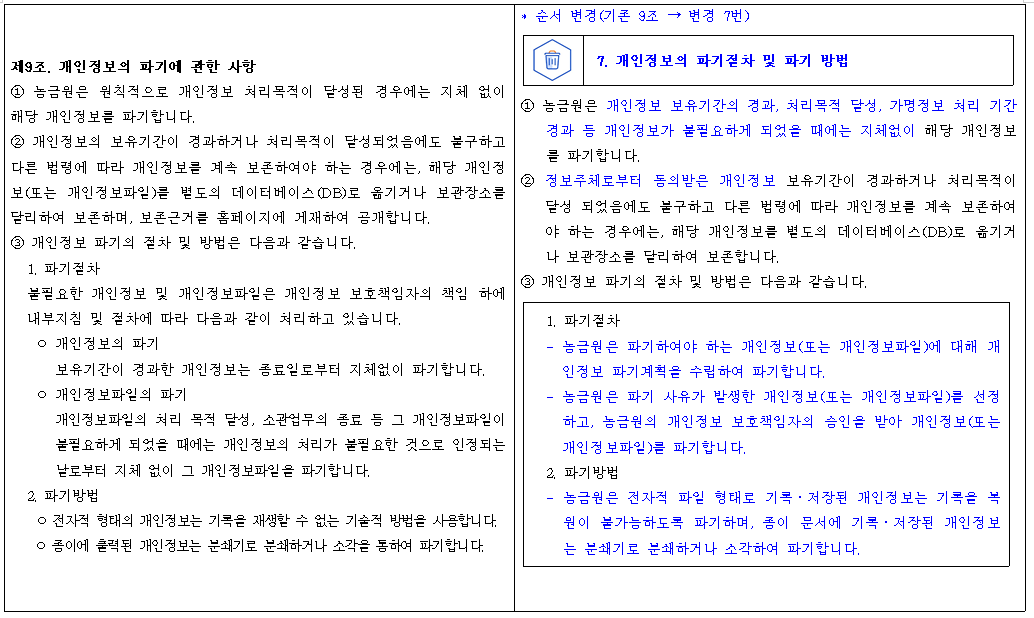 제9조. 개인정보의 파기에 관한 사항
① 농금원은 원칙적으로 개인정보 처리목적이 달성된 경우에는 지체 없이
해당 개인정보를 파기합니다.
② 개인정보의 보유기간이 경과하거나 처리목적이 달성되었음에도 불구하고
다른 법령에 따라 개인정보를 계속 보존하여야 하는 경우에는, 해당 개인정
보(또는 개인정보파일)를 별도의 데이터베이스(DB)로 옮기거나 보관장소를
달리하여 보존하며, 보존근거를 홈페이지에 게재하여 공개합니다.
③ 개인정보 파기의 절차 및 방법은 다음과 같습니다.
1. 파기절차
불필요한 개인정보 및 개인정보파일은 개인정보 보호책임자의 책임 하에
내부지침 및 절차에 따라 다음과 같이 처리하고 있습니다.
ㅇ 개인정보의 파기
보유기간이 경과한 개인정보는 종료일로부터 지체없이 파기합니다.
ㅇ 개인정보파일의 파기
개인정보파일의 처리 목적 달성, 소관업무의 종료 등 그 개인정보파일이
불필요하게 되었을 때에는 개인정보의 처리가 불필요한 것으로 인정되는
날로부터 지체 없이 그 개인정보파일을 파기합니다.
2. 파기방법
ㅇ 전자적 형태의 개인정보는 기록을 재생할 수 없는 기술적 방법을 사용합니다.
ㅇ 종이에 출력된 개인정보는 분쇄기로 분쇄하거나 소각을 통하여 파기합니다.
* 순서 변경(기존 9조 → 변경 7번)
7. 개인정보의 파기절차 및 파기 방법
① 농금원은 개인정보 보유기간의 경과, 처리목적 달성, 가명정보 처리 기간
경과 등 개인정보가 불필요하게 되었을 때에는 지체없이 해당 개인정보
를 파기합니다.
② 정보주체로부터 동의받은 개인정보 보유기간이 경과하거나 처리목적이
달성 되었음에도 불구하고 다른 법령에 따라 개인정보를 계속 보존하여
야 하는 경우에는, 해당 개인정보를 별도의 데이터베이스(DB)로 옮기거
나 보관장소를 달리하여 보존합니다.
③ 개인정보 파기의 절차 및 방법은 다음과 같습니다.
1. 파기절차
- 농금원은 파기하여야 하는 개인정보(또는 개인정보파일)에 대해 개
인정보 파기계획을 수립하여 파기합니다.
- 농금원은 파기 사유가 발생한 개인정보(또는 개인정보파일)를 선정
하고, 농금원의 개인정보 보호책임자의 승인을 받아 개인정보(또는
개인정보파일)를 파기합니다.
2. 파기방법
- 농금원은 전자적 파일 형태로 기록·저장된 개인정보는 기록을 복
원이 불가능하도록 파기하며, 종이 문서에 기록·저장된 개인정보
는 분쇄기로 분쇄하거나 소각하여 파기합니다.